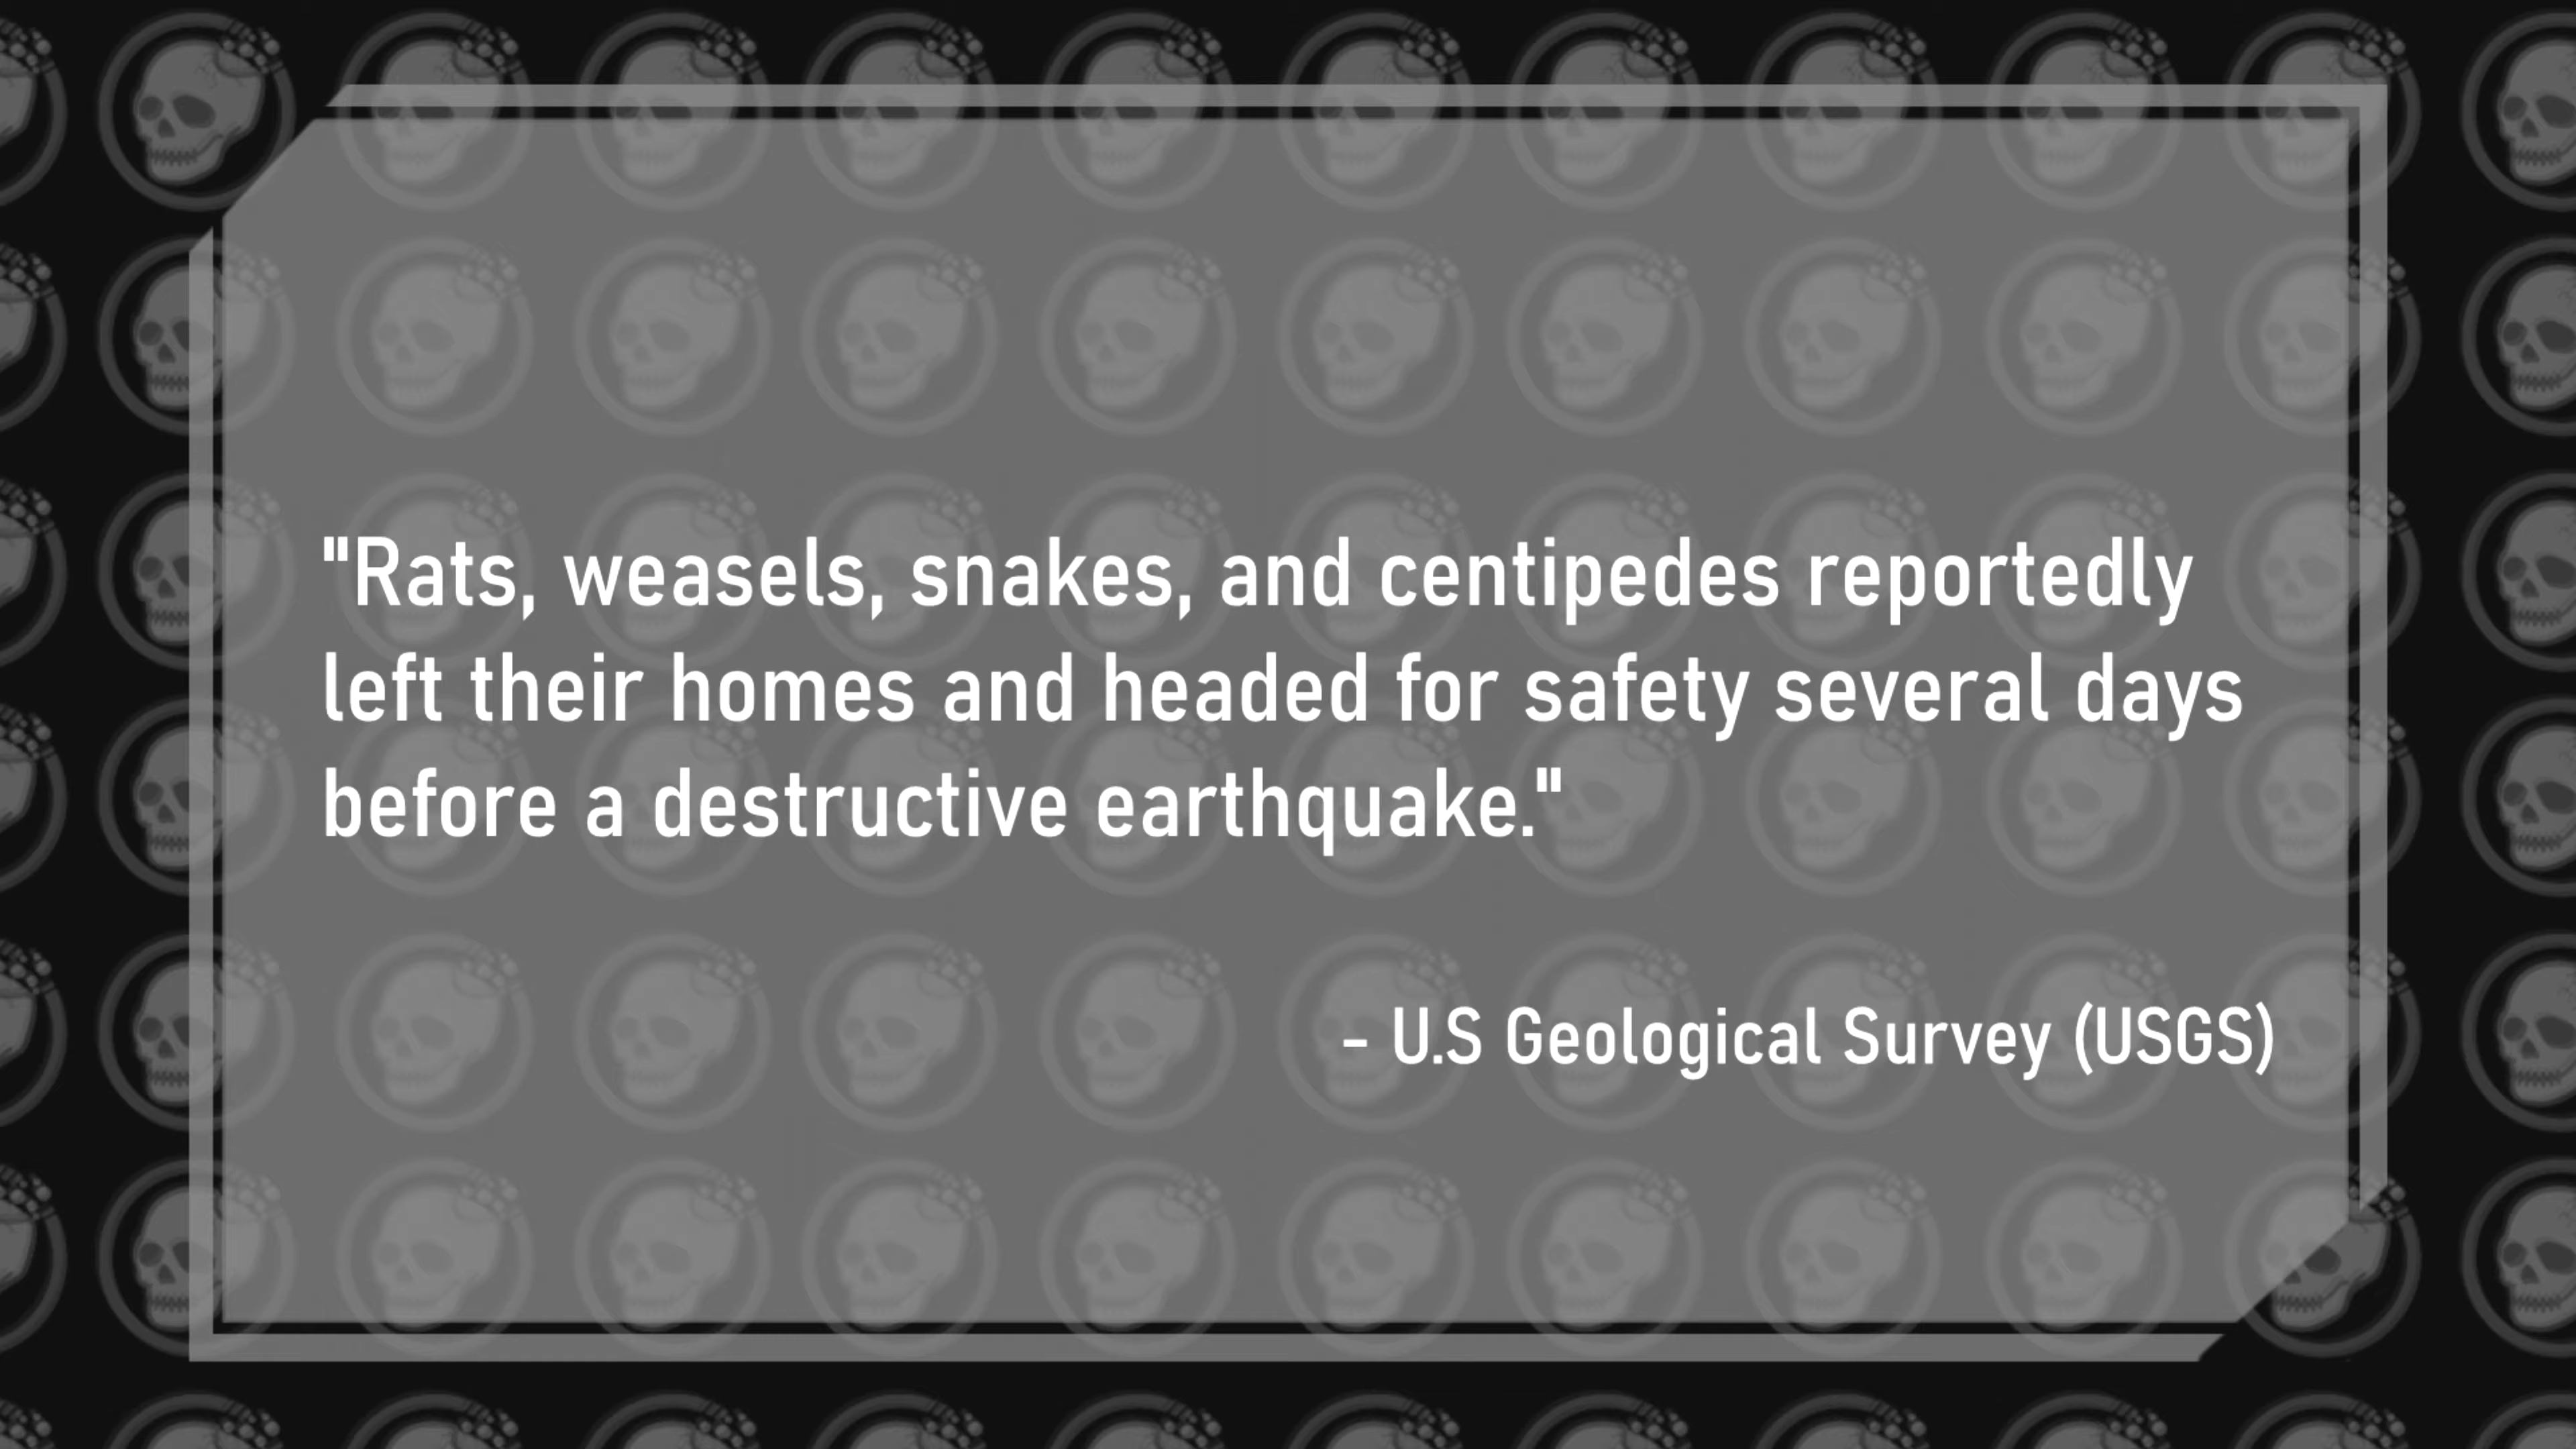 "Rats, weasels, snakes, and centipedes reportedly
left their homes and headed for safety several days
before a destructive earthquake."
- U.S Geological Survey (USGS)